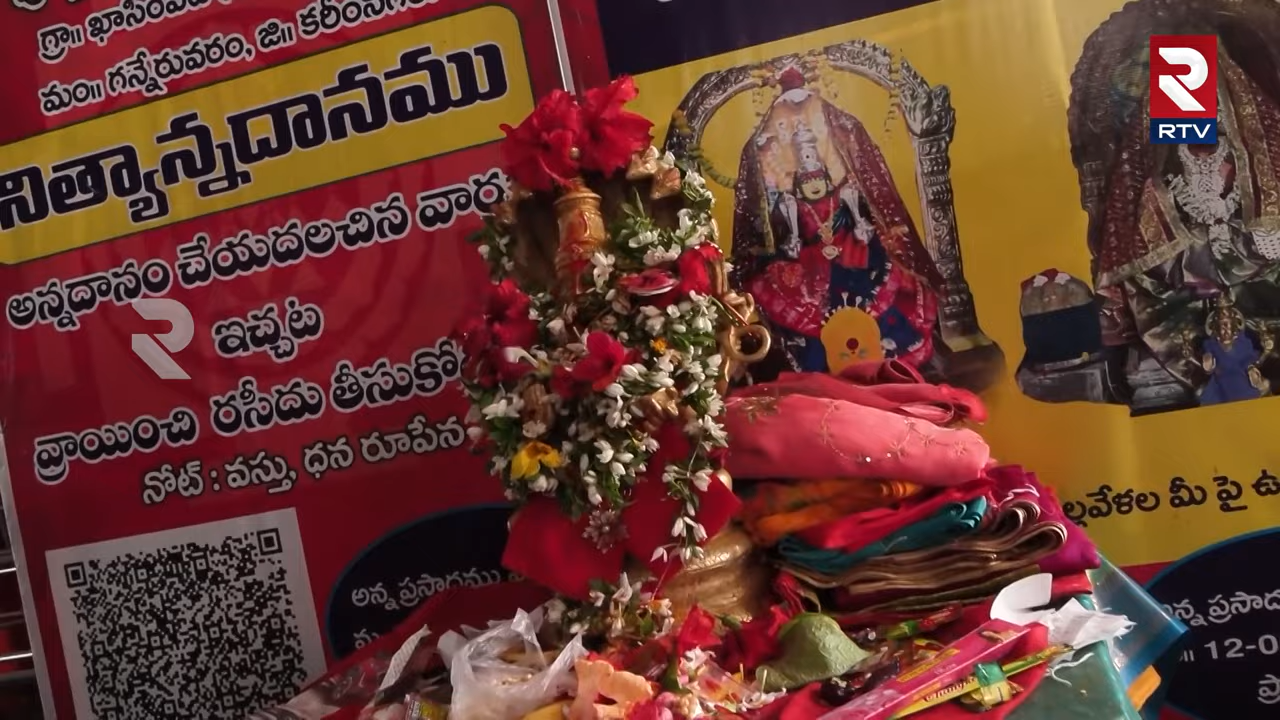 గ్రా॥ ఖాసింపేట
మం॥ గన్నేరువరం, జి॥ కరీంనగర్
నిత్యాన్నదానము
అన్నదానం చేయదలచిన వార
ఇచ్చట
వ్రాయించి రసీదు తీసుకో
నోట్ : వస్తు, ధన రూపేన
అన్న ప్రసాదము
ల్లవేళల మీ పై ఉ
న్న ప్రసాద
12-0
RTV